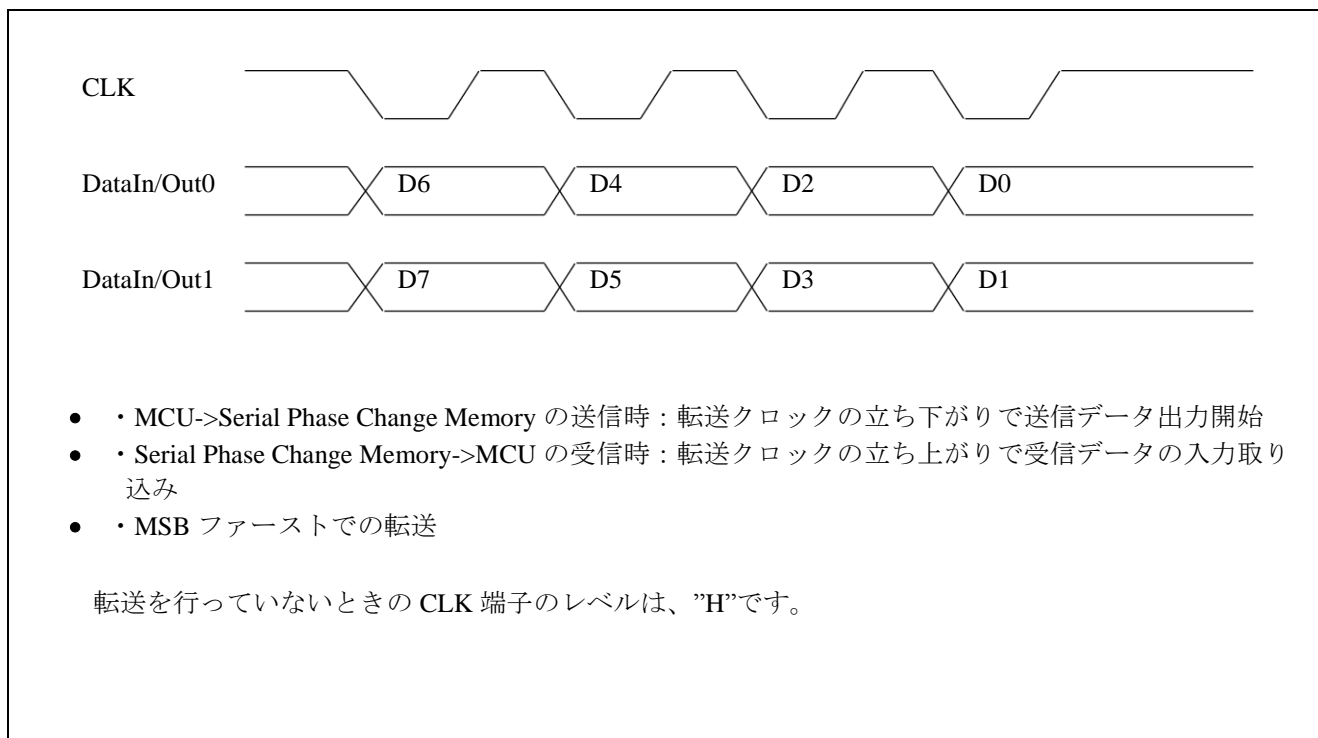 CLK
DataIn/Out0 D6 D4 D2 D0
DataIn/Out1 D7 D5 D3 D1
● ・MCU->Serial Phase Change Memory の送信時：転送クロックの立ち下がりで送信データ出力開始
● ・Serial Phase Change Memory->MCU の受信時：転送クロックの立ち上がりで受信データの入力取り
込み
● ・MSB ファーストでの転送
転送を行っていないときの CLK 端子のレベルは、”H”です。